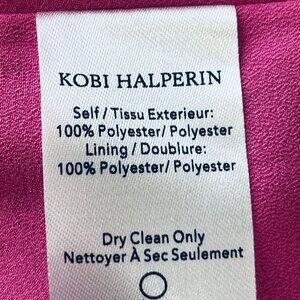 KOBI HALPERIN
Self / Tissu Exterieur:
100% Polyester/ Polyester
Lining / Doublure:
100% Polyester/ Polyester
Dry Clean Only
Nettoyer À Sec Seulement